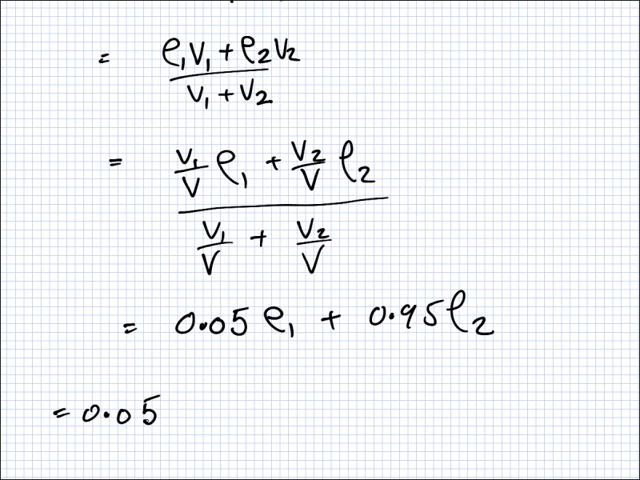 = (ρ₁V₁ + ρ₂V₂) / (V₁ + V₂)
= (V₁/V ρ₁ + V₂/V ρ₂) / (V₁/V + V₂/V)
= 0.05ρ₁ + 0.95ρ₂
= 0.05